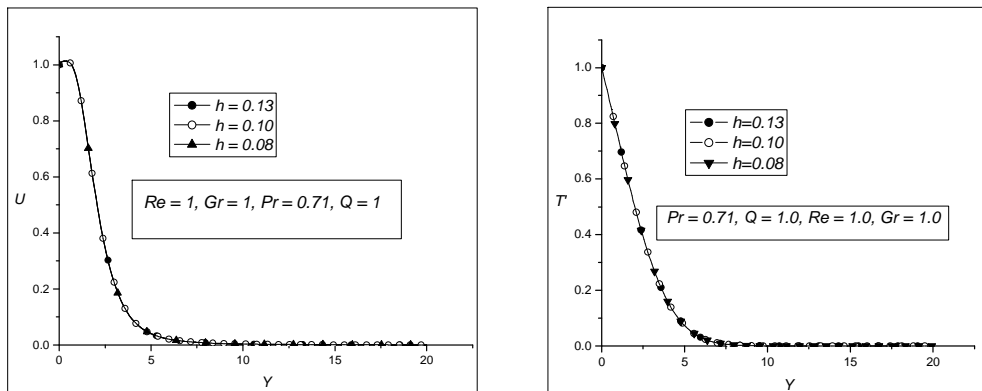 1.0
0.8
0.6
0.4
0.2
0.0
U
h = 0.13
h = 0.10
h = 0.08
Re = 1, Gr = 1, Pr = 0.71, Q = 1
0 5 10 15 20
Y
1.0
0.8
0.6
0.4
0.2
0.0
T'
h=0.13
h=0.10
h=0.08
Pr = 0.71, Q = 1.0, Re = 1.0, Gr = 1.0
0 5 10 15 20
Y